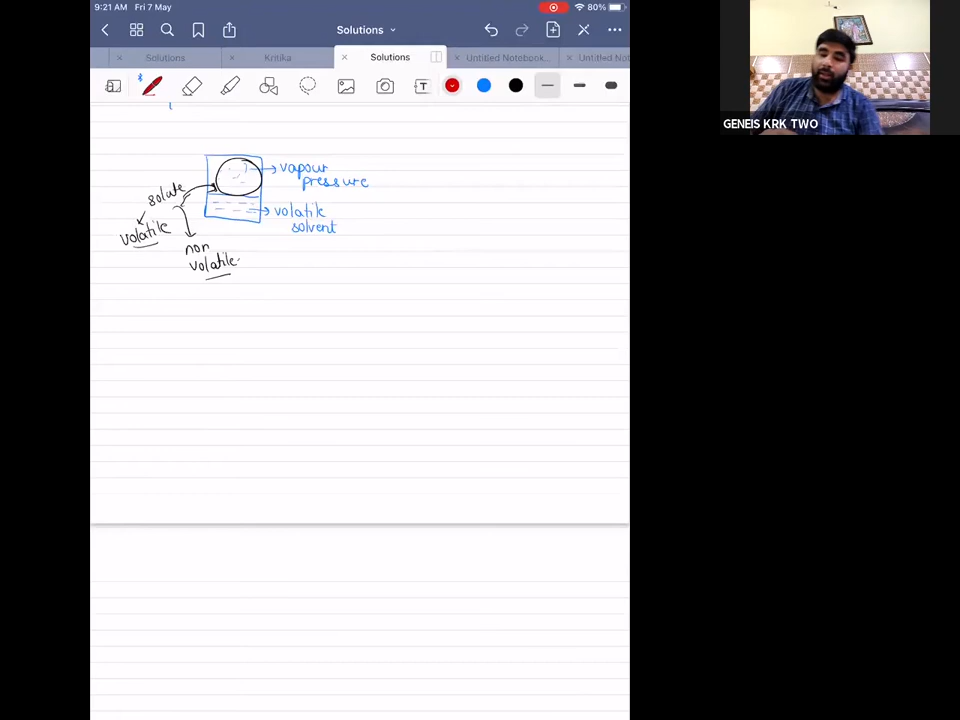 9:21 AM Fri 7 May
80%
Solutions
Solutions
Kritika
Solutions
Untitled Notebook...
Untitled Not
T
GENEIS KRK TWO
vapour
pressure
solute
volatile
solvent
volatile
non
volatile